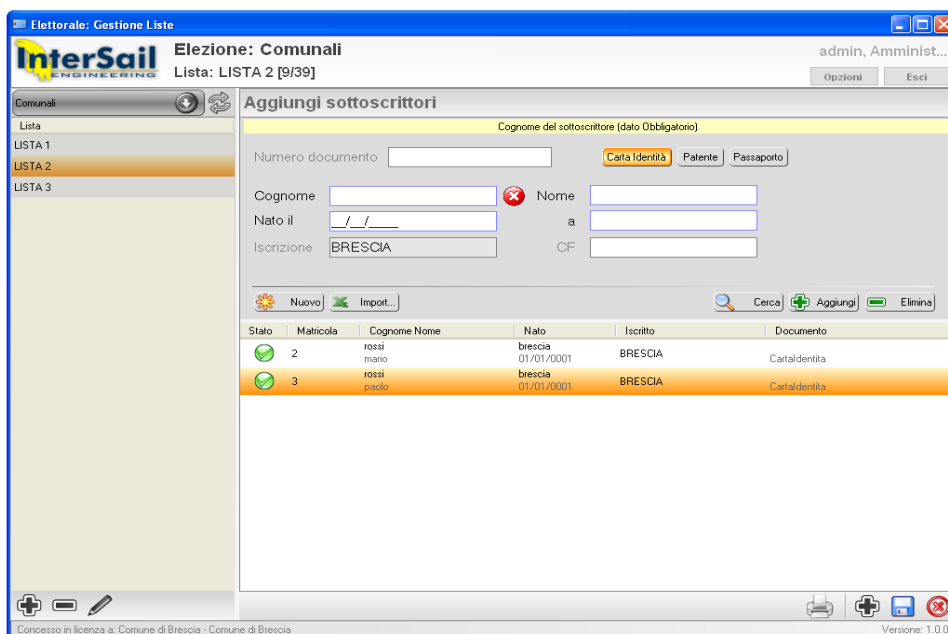 Elettorale: Gestione Liste
InterSail
ENGINEERING
Elezione: Comunali
Lista: LISTA 2 [9/39]
admin, Amminist...
Opzioni Esci
Comunali
Lista
LISTA 1
LISTA 2
LISTA 3
Aggiungi sottoscrittori
Cognome del sottoscrittore (dato Obbligatorio)
Numero documento Carta Identità Patente Passaporto
Cognome Nome
Nato il __/__/____ a
Iscrizione BRESCIA CF
Nuovo Import... Cerca Aggiungi Elimina
Stato Matricola Cognome Nome Nato Iscritto Documento
2 rossi brescia BRESCIA
mario 01/01/0001 CartaIdentita
3 rossi brescia BRESCIA
paolo 01/01/0001 CartaIdentita
Concesso in licenza a: Comune di Brescia - Comune di Brescia
Versione: 1.0.0